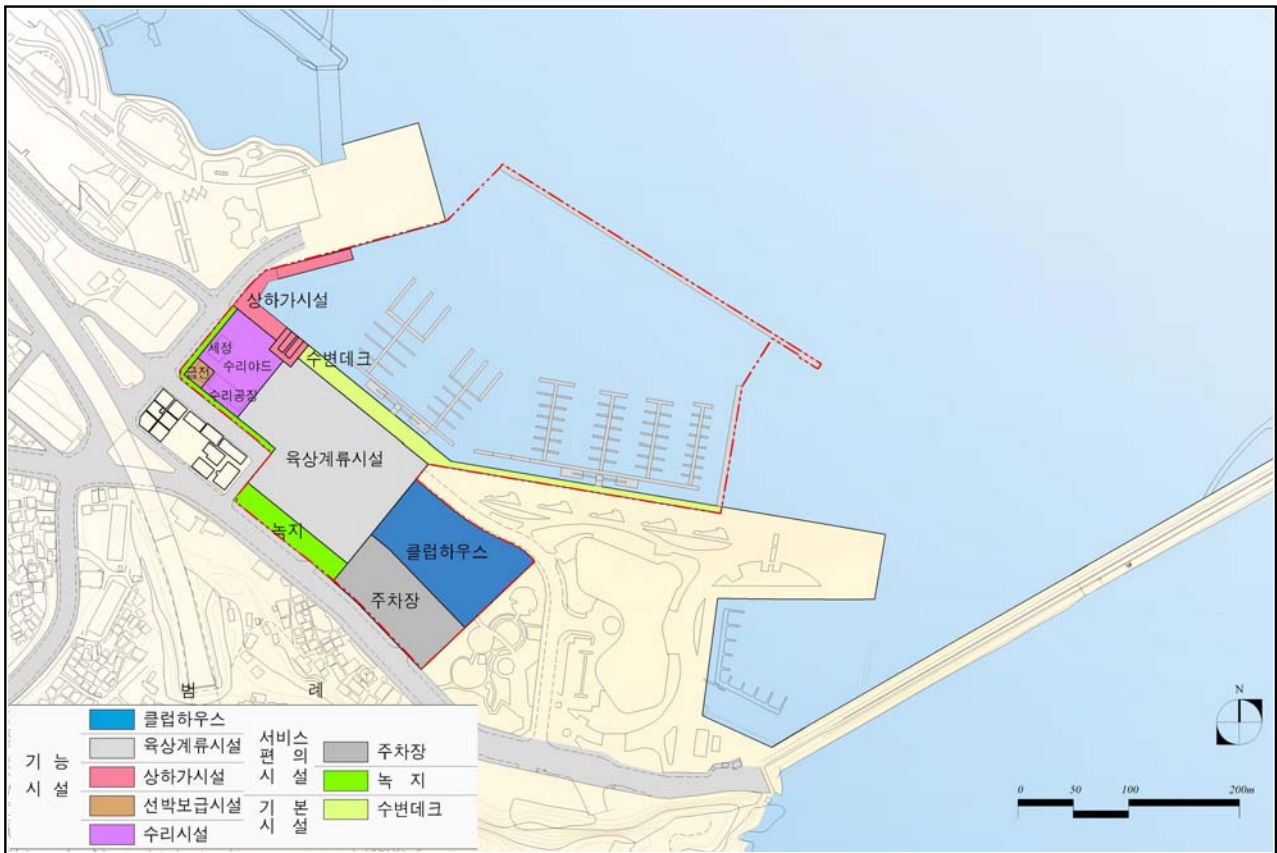 상하가시설
세정
수리야드
수변데크
급전
수리공장
육상계류시설
녹지
클럽하우스
주차장
범 례
기 능
시 설
클럽하우스
육상계류시설
상하가시설
선박보급시설
수리시설
서비스
편 의
시 설
주차장
녹 지
기 본
시 설
수변데크
N
0 50 100 200m